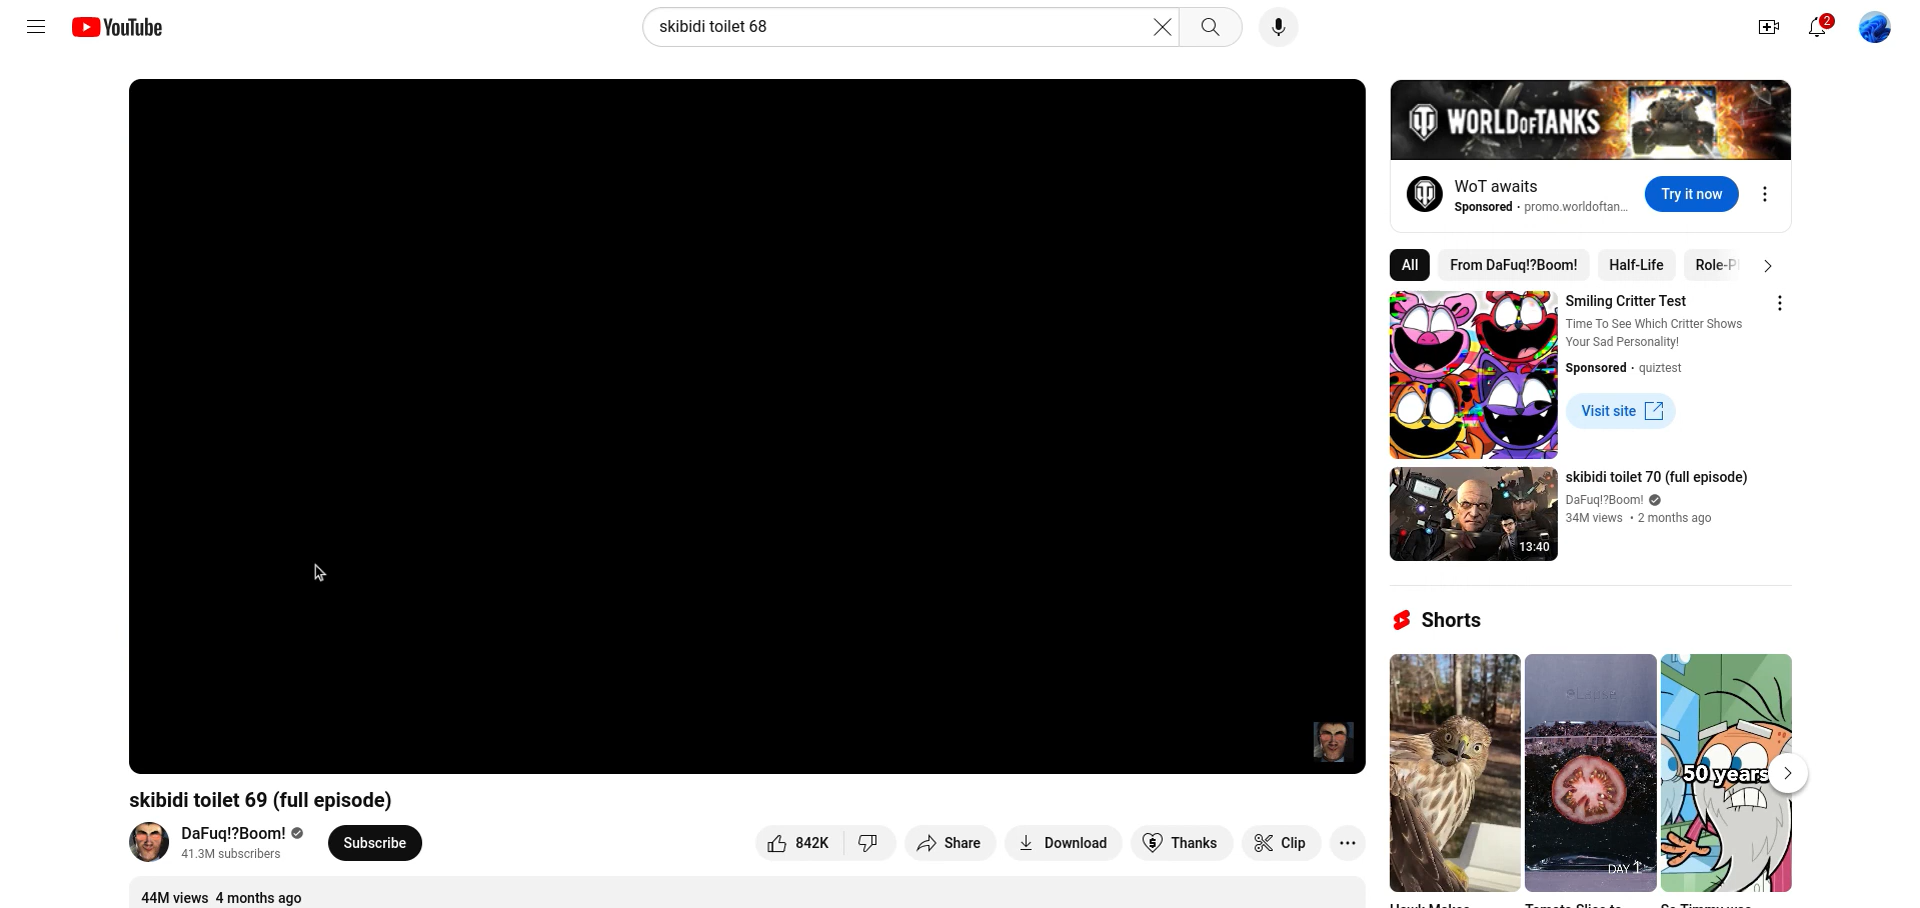 YouTube
skibidi toilet 68
2
WORLD OF TANKS
WoT awaits
Sponsored · promo.worldoftan...
Try it now
All
From DaFuq!?Boom!
Half-Life
Smiling Critter Test
Time To See Which Critter Shows
Your Sad Personality!
Sponsored · quiztest
Visit site
13:40
skibidi toilet 70 (full episode)
DaFuq!?Boom!
34M views • 2 months ago
Shorts
DAY 1
50 years
skibidi toilet 69 (full episode)
DaFuq!?Boom!
41.3M subscribers
Subscribe
842K
Share
Download
Thanks
Clip
44M views 4 months ago